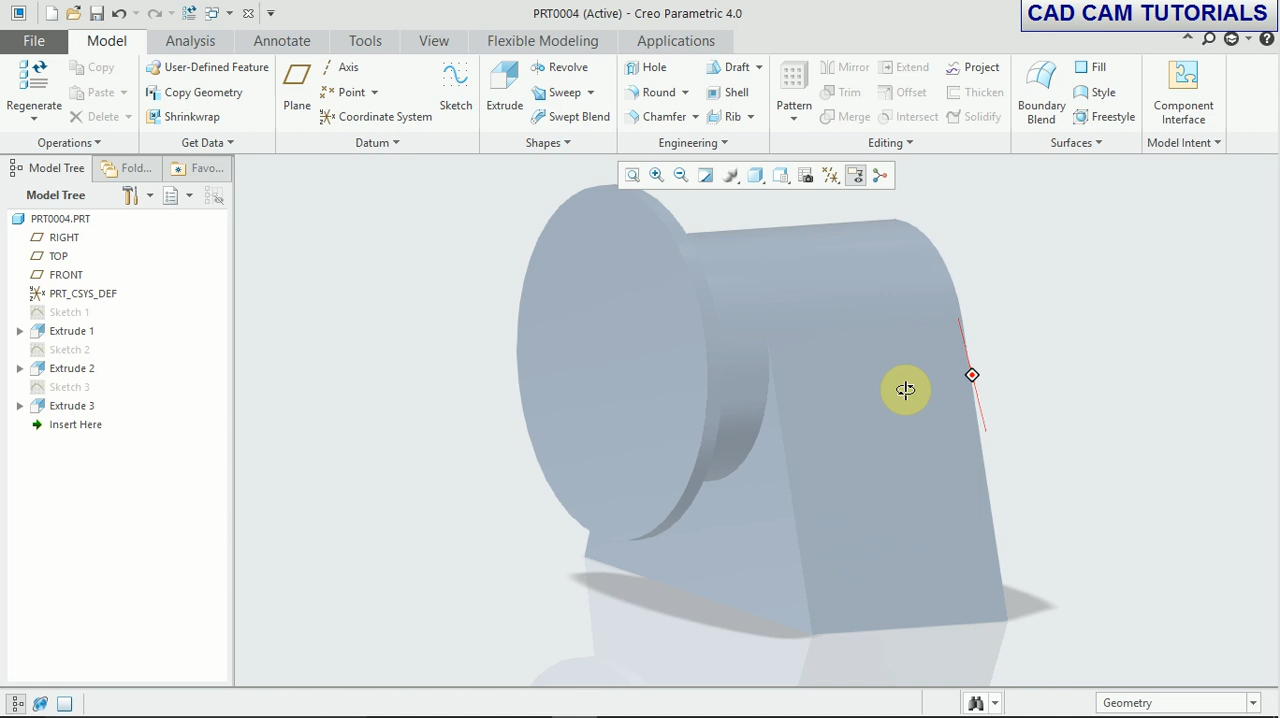 PRT0004 (Active) - Creo Parametric 4.0
CAD CAM TUTORIALS
File Model Analysis Annotate Tools View Flexible Modeling Applications
Regenerate
Copy
Paste
Delete
Operations
User-Defined Feature
Copy Geometry
Shrinkwrap
Get Data
Plane
Axis
Point
Coordinate System
Sketch
Datum
Extrude
Revolve
Sweep
Swept Blend
Shapes
Hole
Round
Chamfer
Draft
Shell
Rib
Engineering
Pattern
Mirror
Trim
Merge
Extend
Offset
Intersect
Project
Thicken
Solidify
Editing
Boundary
Blend
Fill
Style
Freestyle
Surfaces
Component
Interface
Model Intent
Model Tree
Fold...
Favo...
Model Tree
PRT0004.PRT
RIGHT
TOP
FRONT
PRT_CSYS_DEF
Sketch 1
Extrude 1
Sketch 2
Extrude 2
Sketch 3
Extrude 3
Insert Here
Geometry